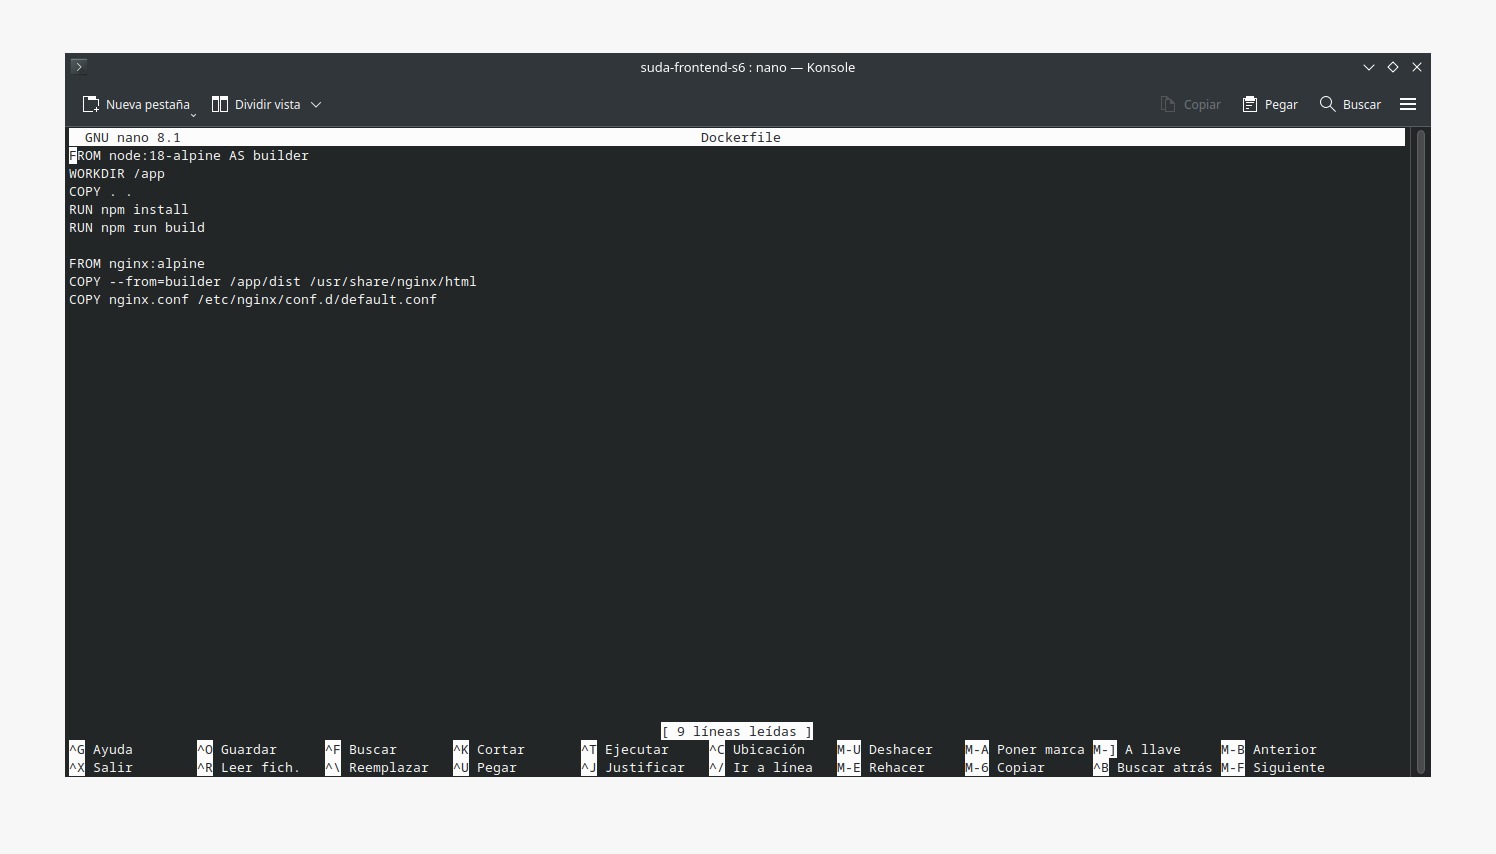 suda-frontend-s6 : nano — Konsole
Nueva pestaña Dividir vista Copiar Pegar Buscar
GNU nano 8.1 Dockerfile
FROM node:18-alpine AS builder
WORKDIR /app
COPY . .
RUN npm install
RUN npm run build
FROM nginx:alpine
COPY --from=builder /app/dist /usr/share/nginx/html
COPY nginx.conf /etc/nginx/conf.d/default.conf
[ 9 líneas leídas ]
^G Ayuda ^O Guardar ^F Buscar ^K Cortar ^T Ejecutar ^C Ubicación M-U Deshacer M-A Poner marca M-] A llave M-B Anterior
^X Salir ^R Leer fich. ^\ Reemplazar ^U Pegar ^J Justificar ^/ Ir a línea M-E Rehacer M-6 Copiar ^B Buscar atrás M-F Siguiente